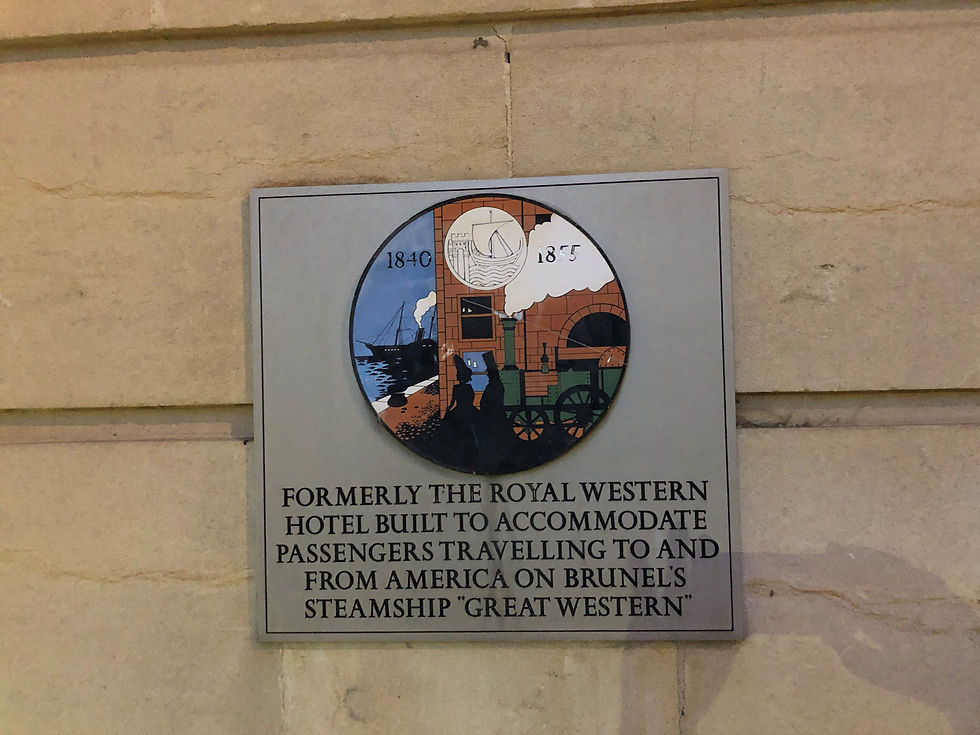 1840 1855
FORMERLY THE ROYAL WESTERN
HOTEL BUILT TO ACCOMMODATE
PASSENGERS TRAVELLING TO AND
FROM AMERICA ON BRUNEL'S
STEAMSHIP "GREAT WESTERN"